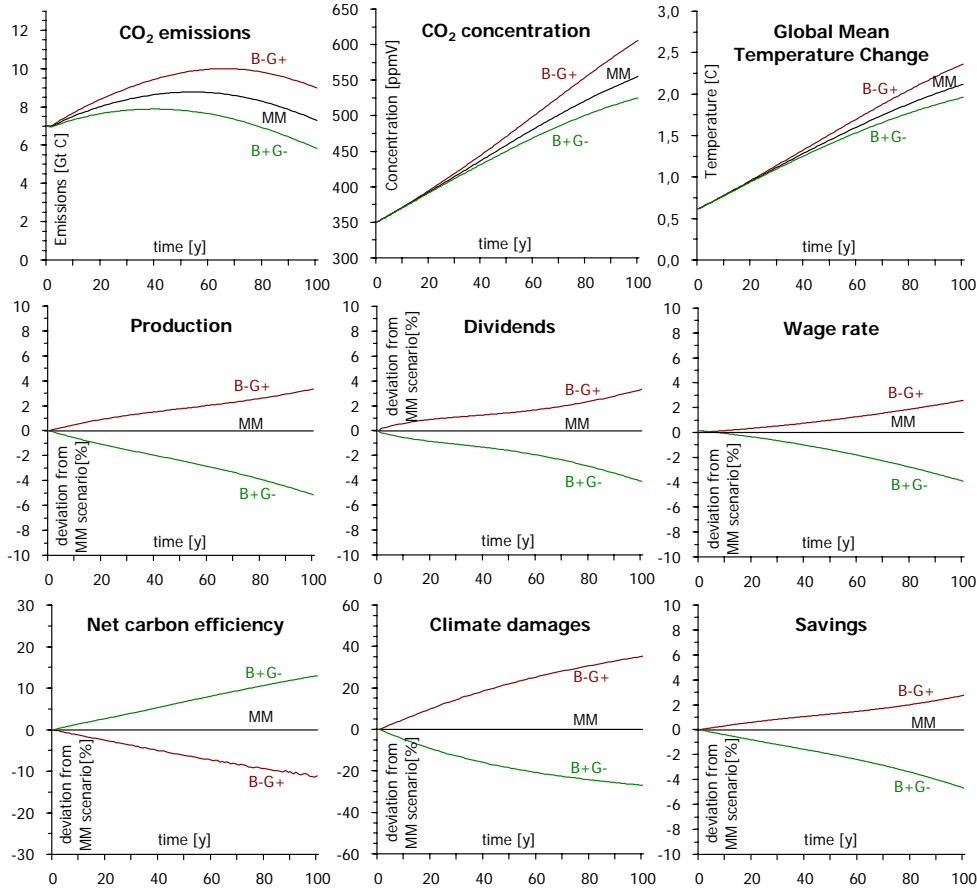 CO₂ emissions
12
10
8
6
4
2
0
Emissions [Gt C]
B-G+
MM
B+G-
time [y]
0 20 40 60 80 100
CO₂ concentration
650
600
550
500
450
400
350
300
Concentration [ppmV]
B-G+
MM
B+G-
time [y]
0 20 40 60 80 100
Global Mean
Temperature Change
3,0
2,5
2,0
1,5
1,0
0,5
0,0
Temperature [C]
B-G+
MM
B+G-
time [y]
0 20 40 60 80 100
Production
10
8
6
4
2
0
-2
-4
-6
-8
-10
deviation from
MM scenario[%]
B-G+
MM
B+G-
time [y]
0 20 40 60 80 100
Dividends
10
8
6
4
2
0
-2
-4
-6
-8
-10
deviation from
MM scenario[%]
B-G+
MM
B+G-
time [y]
0 20 40 60 80 100
Wage rate
10
8
6
4
2
0
-2
-4
-6
-8
-10
deviation from
MM scenario[%]
B-G+
MM
B+G-
time [y]
0 20 40 60 80 100
Net carbon efficiency
30
20
10
0
-10
-20
-30
deviation from
MM scenario[%]
B+G-
MM
B-G+
time [y]
0 20 40 60 80 100
Climate damages
60
40
20
0
-20
-40
-60
deviation from
MM scenario[%]
B-G+
MM
B+G-
time [y]
0 20 40 60 80 100
Savings
10
8
6
4
2
0
-2
-4
-6
-8
-10
deviation from
MM scenario[%]
B-G+
MM
B+G-
time [y]
0 20 40 60 80 100